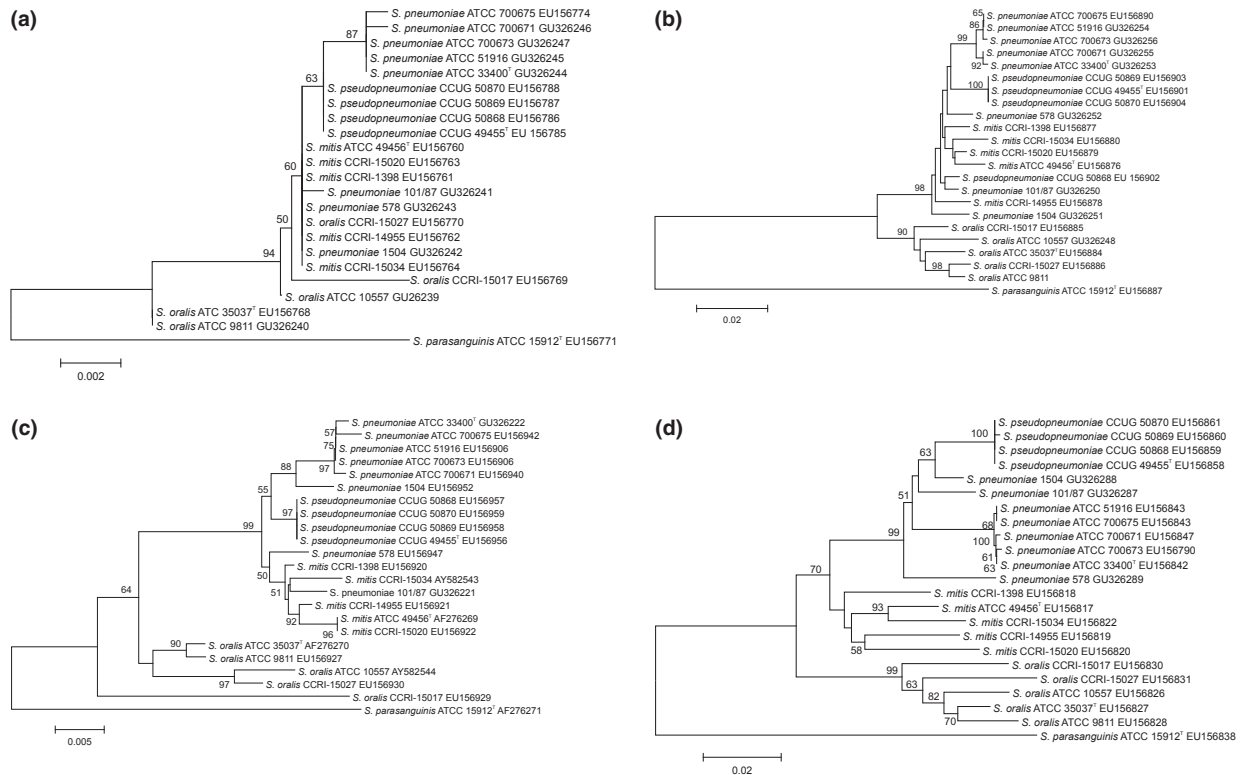 (a)
87
S. pneumoniae ATCC 700675 EU156774
S. pneumoniae ATCC 700671 GU326246
S. pneumoniae ATCC 700673 GU326247
S. pneumoniae ATCC 51916 GU326245
S. pneumoniae ATCC 33400T GU326244
63
S. pseudopneumoniae CCUG 50870 EU156788
S. pseudopneumoniae CCUG 50869 EU156787
S. pseudopneumoniae CCUG 50868 EU156786
S. pseudopneumoniae CCUG 49455T EU 156785
S. mitis ATCC 49456T EU156760
S. mitis CCRI-15020 EU156763
60
S. mitis CCRI-1398 EU156761
S. pneumoniae 101/87 GU326241
S. pneumoniae 578 GU326243
50
S. oralis CCRI-15027 EU156770
S. mitis CCRI-14955 EU156762
S. pneumoniae 1504 GU326242
94
S. mitis CCRI-15034 EU156764
S. oralis CCRI-15017 EU156769
S. oralis ATCC 10557 GU26239
S. oralis ATC 35037T EU156768
S. oralis ATCC 9811 GU326240
S. parasanguinis ATCC 15912T EU156771
0.002
(b)
65
S. pneumoniae ATCC 700675 EU156890
86
S. pneumoniae ATCC 51916 GU326254
99
S. pneumoniae ATCC 700673 GU326256
S. pneumoniae ATCC 700671 GU326255
92
S. pneumoniae ATCC 33400T GU326253
S. pseudopneumoniae CCUG 50869 EU156903
100
S. pseudopneumoniae CCUG 49455T EU156901
S. pseudopneumoniae CCUG 50870 EU156904
S. pneumoniae 578 GU326252
S. mitis CCRI-1398 EU156877
S. mitis CCRI-15034 EU156880
S. mitis CCRI-15020 EU156879
S. mitis ATCC 49456T EU156876
S. pseudopneumoniae CCUG 50868 EU 156902
98
S. pneumoniae 101/87 GU326250
S. mitis CCRI-14955 EU156878
S. pneumoniae 1504 GU326251
90
S. oralis CCRI-15017 EU156885
S. oralis ATCC 10557 GU326248
S. oralis ATCC 35037T EU156884
98
S. oralis CCRI-15027 EU156886
S. oralis ATCC 9811
S. parasanguinis ATCC 15912T EU156887
0.02
(c)
S. pneumoniae ATCC 33400T GU326222
57
S. pneumoniae ATCC 700675 EU156942
75
S. pneumoniae ATCC 51916 EU156906
S. pneumoniae ATCC 700673 EU156906
88
97
S. pneumoniae ATCC 700671 EU156940
S. pneumoniae 1504 EU156952
55
S. pseudopneumoniae CCUG 50868 EU156957
97
S. pseudopneumoniae CCUG 50870 EU156959
99
S. pseudopneumoniae CCUG 50869 EU156958
S. pseudopneumoniae CCUG 49455T EU156956
S. pneumoniae 578 EU156947
50
S. mitis CCRI-1398 EU156920
S. mitis CCRI-15034 AY582543
64
51
S. pneumoniae 101/87 GU326221
S. mitis CCRI-14955 EU156921
92
S. mitis ATCC 49456T AF276269
96
S. mitis CCRI-15020 EU156922
90
S. oralis ATCC 35037T AF276270
S. oralis ATCC 9811 EU156927
S. oralis ATCC 10557 AY582544
97
S. oralis CCRI-15027 EU156930
S. oralis CCRI-15017 EU156929
S. parasanguinis ATCC 15912T AF276271
0.005
(d)
S. pseudopneumoniae CCUG 50870 EU156861
100
S. pseudopneumoniae CCUG 50869 EU156860
S. pseudopneumoniae CCUG 50868 EU156859
63
S. pseudopneumoniae CCUG 49455T EU156858
S. pneumoniae 1504 GU326288
51
S. pneumoniae 101/87 GU326287
S. pneumoniae ATCC 51916 EU156843
68
S. pneumoniae ATCC 700675 EU156843
99
S. pneumoniae ATCC 700671 EU156847
100
S. pneumoniae ATCC 700673 EU156790
61
63
S. pneumoniae ATCC 33400T EU156842
70
S. pneumoniae 578 GU326289
S. mitis CCRI-1398 EU156818
93
S. mitis ATCC 49456T EU156817
S. mitis CCRI-15034 EU156822
S. mitis CCRI-14955 EU156819
58
S. mitis CCRI-15020 EU156820
99
S. oralis CCRI-15017 EU156830
63
S. oralis CCRI-15027 EU156831
82
S. oralis ATCC 10557 EU156826
S. oralis ATCC 35037T EU156827
70
S. oralis ATCC 9811 EU156828
S. parasanguinis ATCC 15912T EU156838
0.02